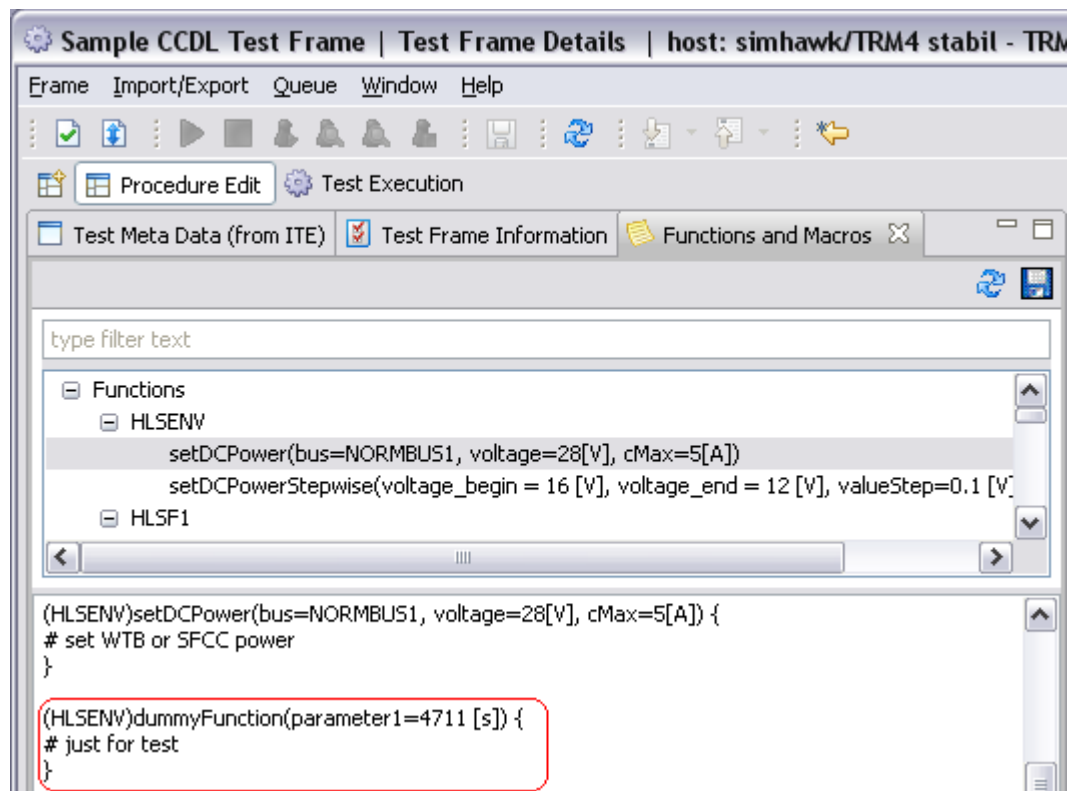 Sample CCDL Test Frame | Test Frame Details | host: simhawk/TRM4 stabil - TRM
Frame Import/Export Queue Window Help
Procedure Edit Test Execution
Test Meta Data (from ITE) Test Frame Information Functions and Macros
type filter text
Functions
HLSENV
setDCPower(bus=NORMBUS1, voltage=28[V], cMax=5[A])
setDCPowerStepwise(voltage_begin = 16 [V], voltage_end = 12 [V], valueStep=0.1 [V]
HLSF1
(HLSENV)setDCPower(bus=NORMBUS1, voltage=28[V], cMax=5[A]) {
# set WTB or SFCC power
}
(HLSENV)dummyFunction(parameter1=4711 [s]) {
# just for test
}